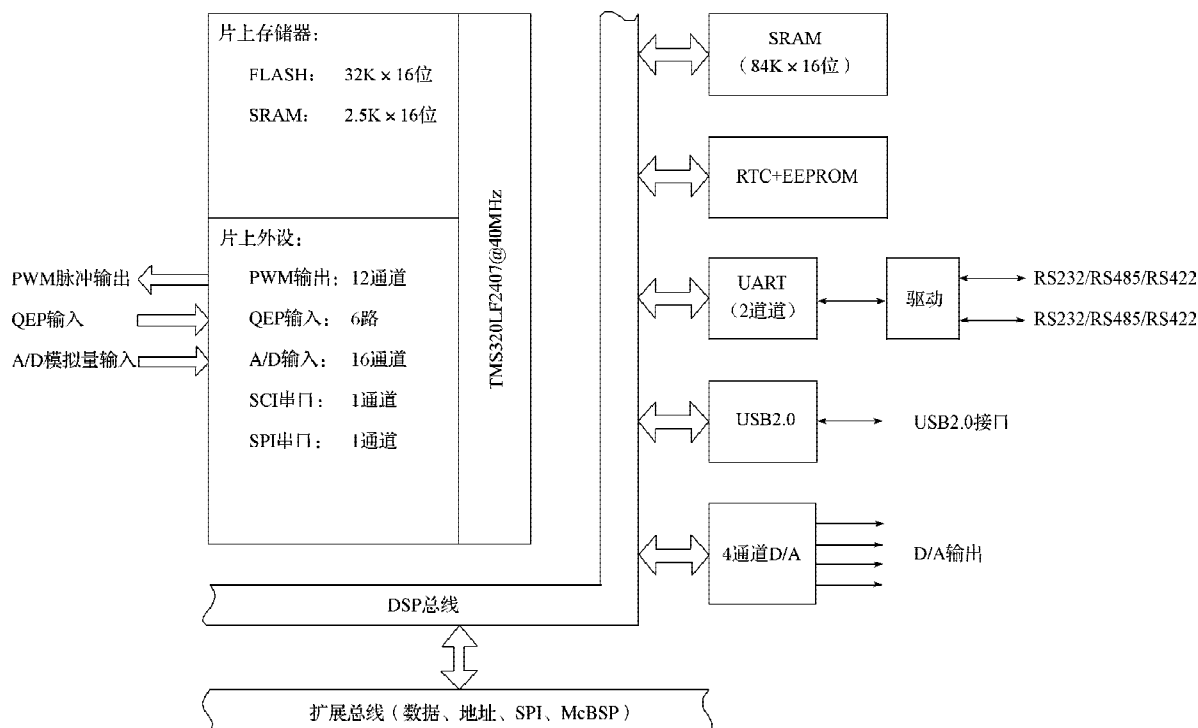 片上存储器：
FLASH： 32K×16位
SRAM： 2.5K×16位
片上外设：
PWM输出：12通道
QEP输入：6路
A/D输入：16通道
SCI串口： 1通道
SPI串口： 1通道
TMS320LF2407@40MHz
PWM脉冲输出
QEP输入
A/D模拟量输入
SRAM
（84K×16位）
RTC+EEPROM
UART
（2道道）
驱动
RS232/RS485/RS422
RS232/RS485/RS422
USB2.0
USB2.0接口
4通道D/A
D/A输出
DSP总线
扩展总线（数据、地址、SPI、McBSP）